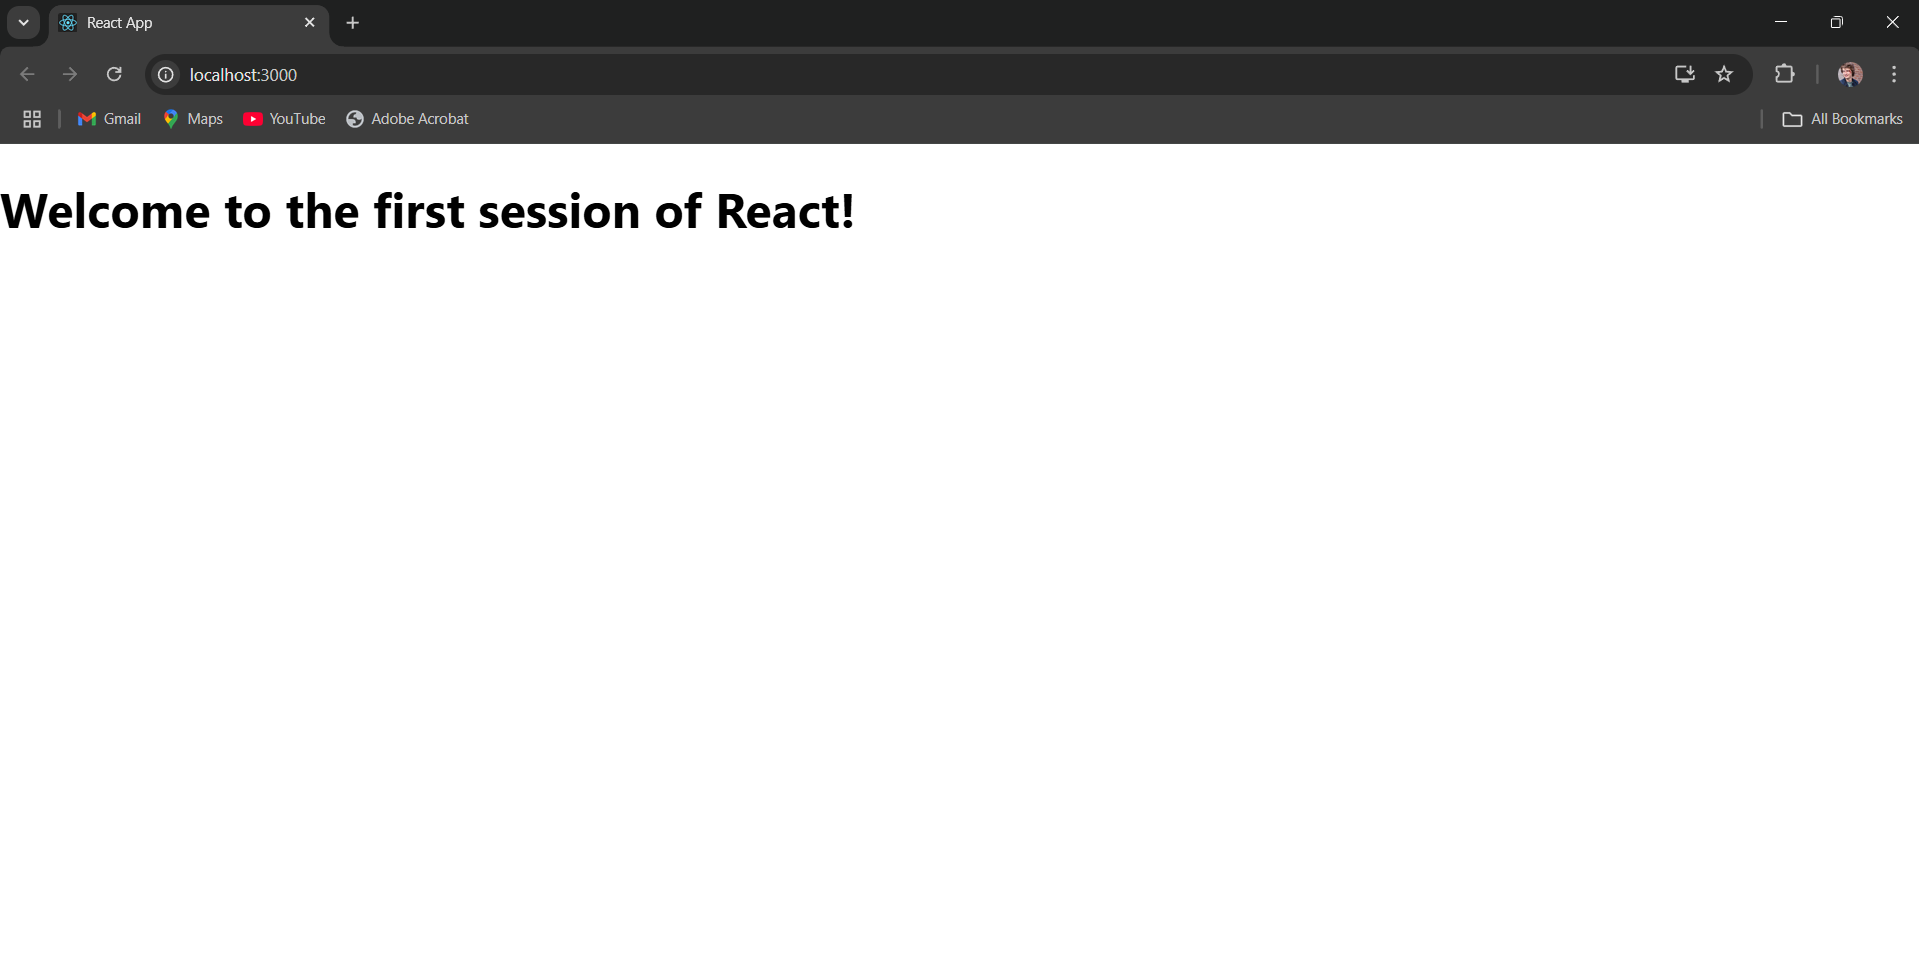 React App
localhost:3000
Gmail Maps YouTube Adobe Acrobat All Bookmarks
Welcome to the first session of React!